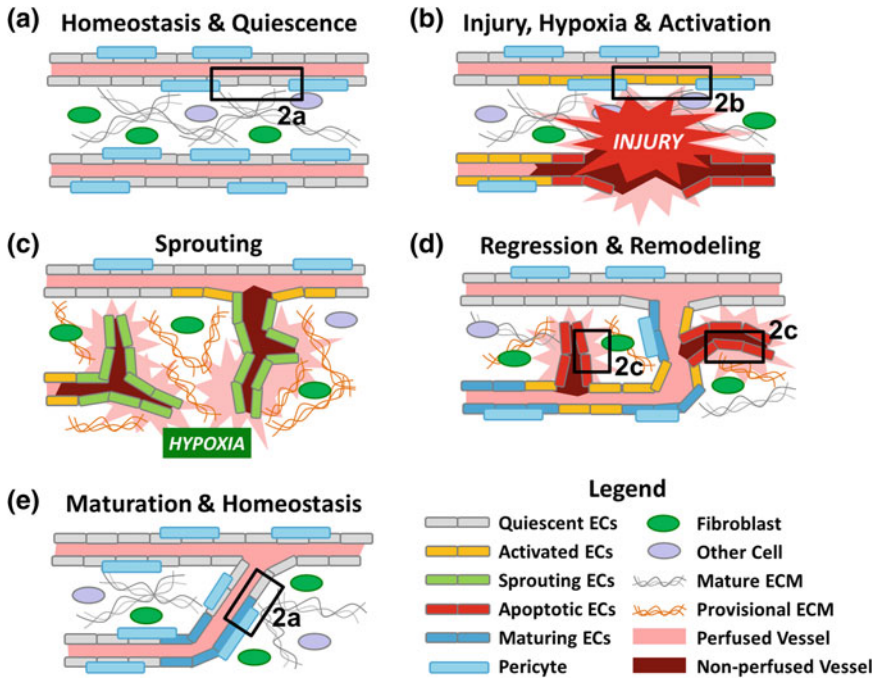 (a) Homeostasis & Quiescence
2a
(b) Injury, Hypoxia & Activation
2b
INJURY
(c) Sprouting
HYPOXIA
(d) Regression & Remodeling
2c
2c
(e) Maturation & Homeostasis
2a
Legend
Quiescent ECs
Activated ECs
Sprouting ECs
Apoptotic ECs
Maturing ECs
Pericyte
Fibroblast
Other Cell
Mature ECM
Provisional ECM
Perfused Vessel
Non-perfused Vessel